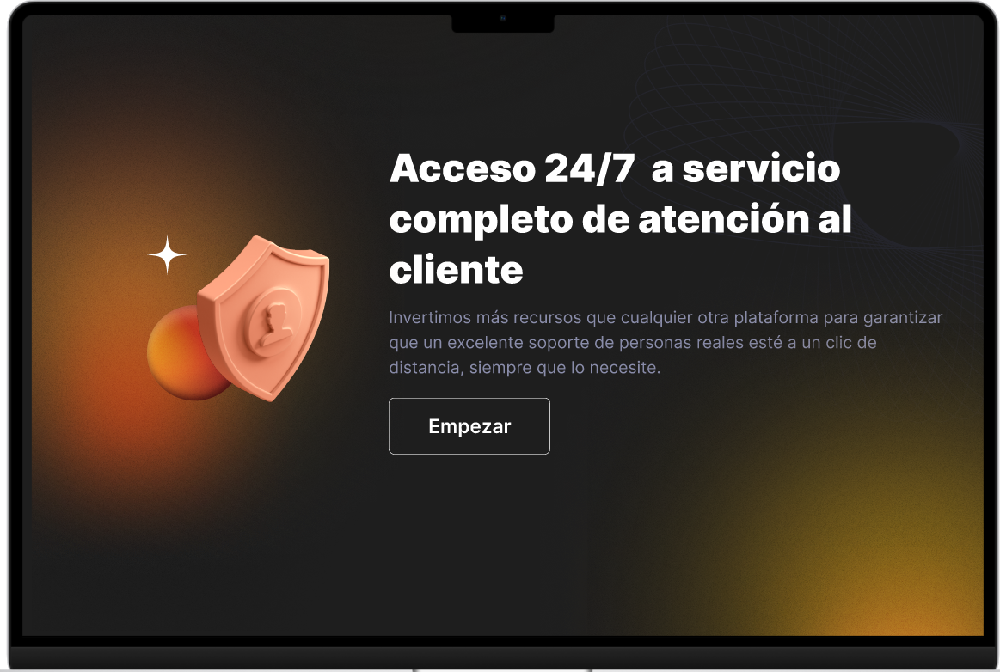 Acceso 24/7  a servicio
completo de atención al
cliente
Invertimos más recursos que cualquier otra plataforma para garantizar
que un excelente soporte de personas reales esté a un clic de
distancia, siempre que lo necesite.
Empezar